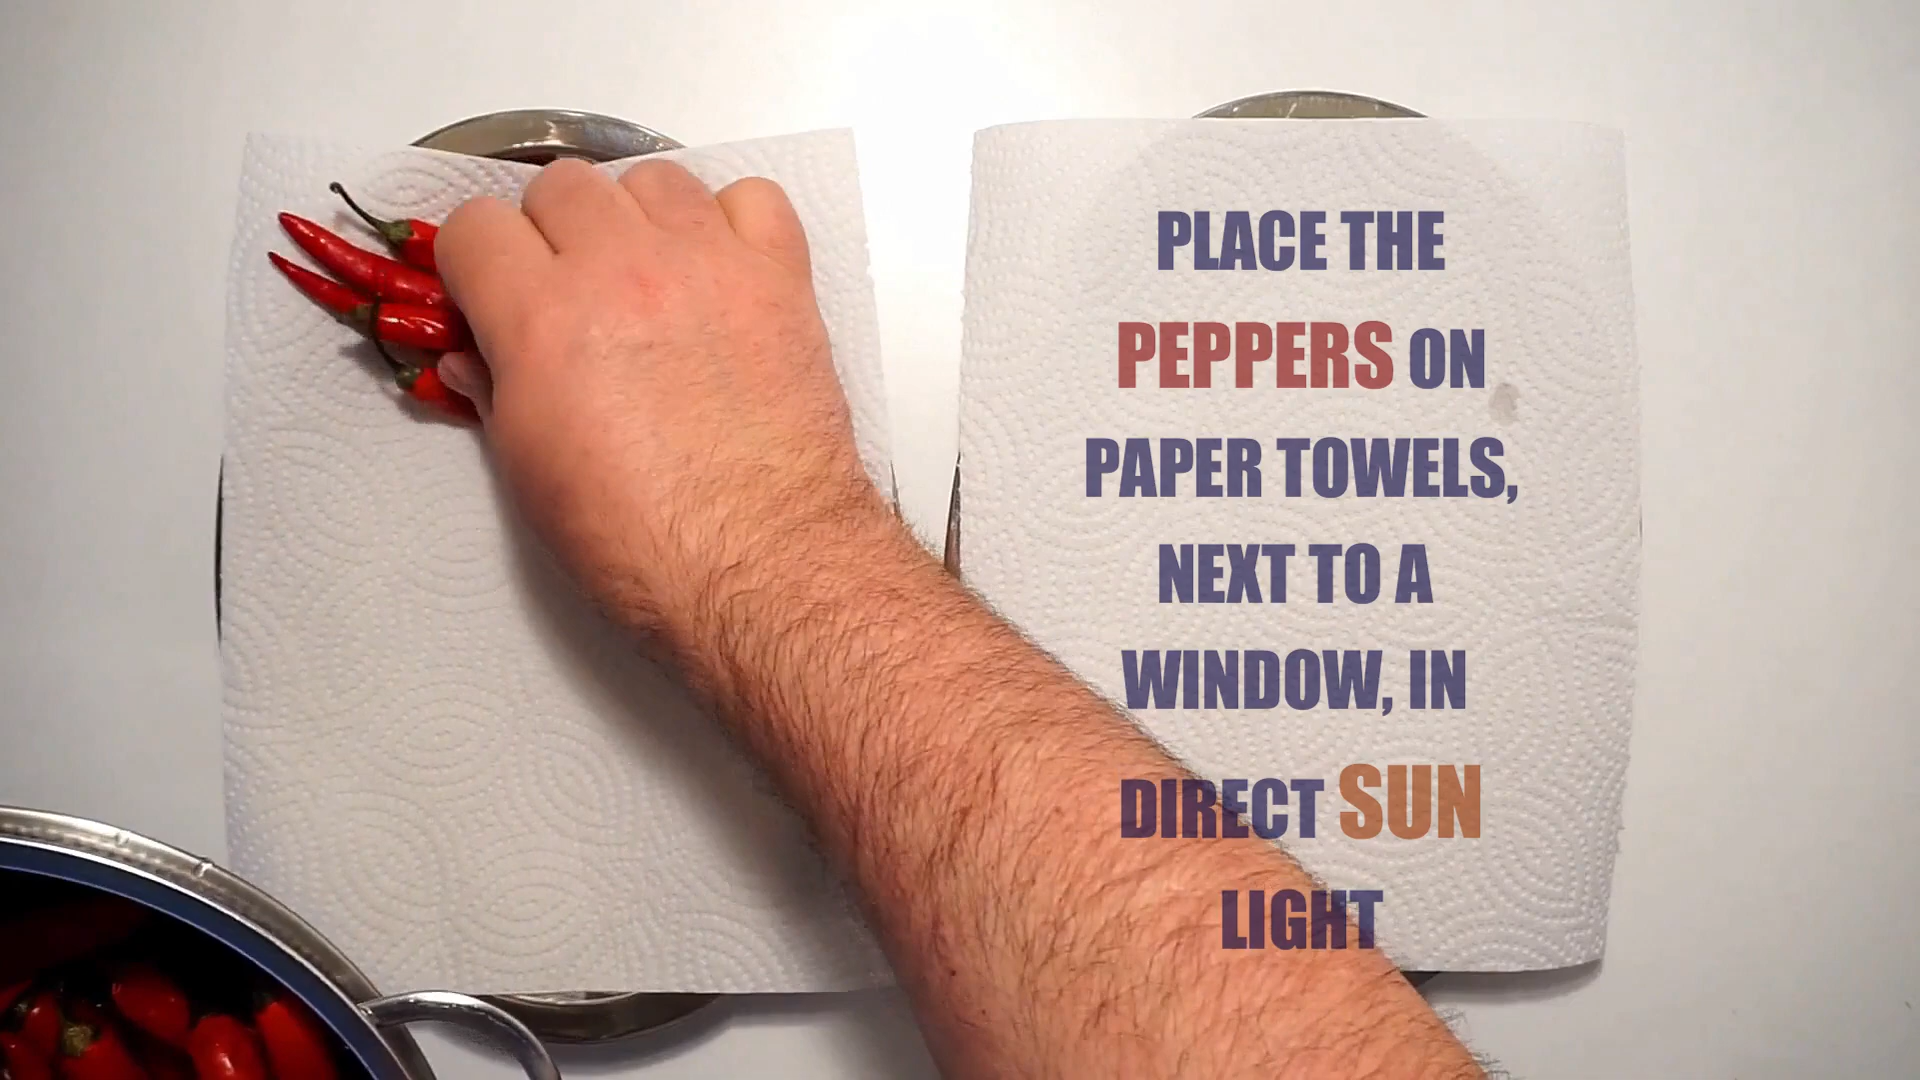 PLACE THE
PEPPERS ON
PAPER TOWELS,
NEXT TO A
WINDOW, IN
DIRECT SUN
LIGHT